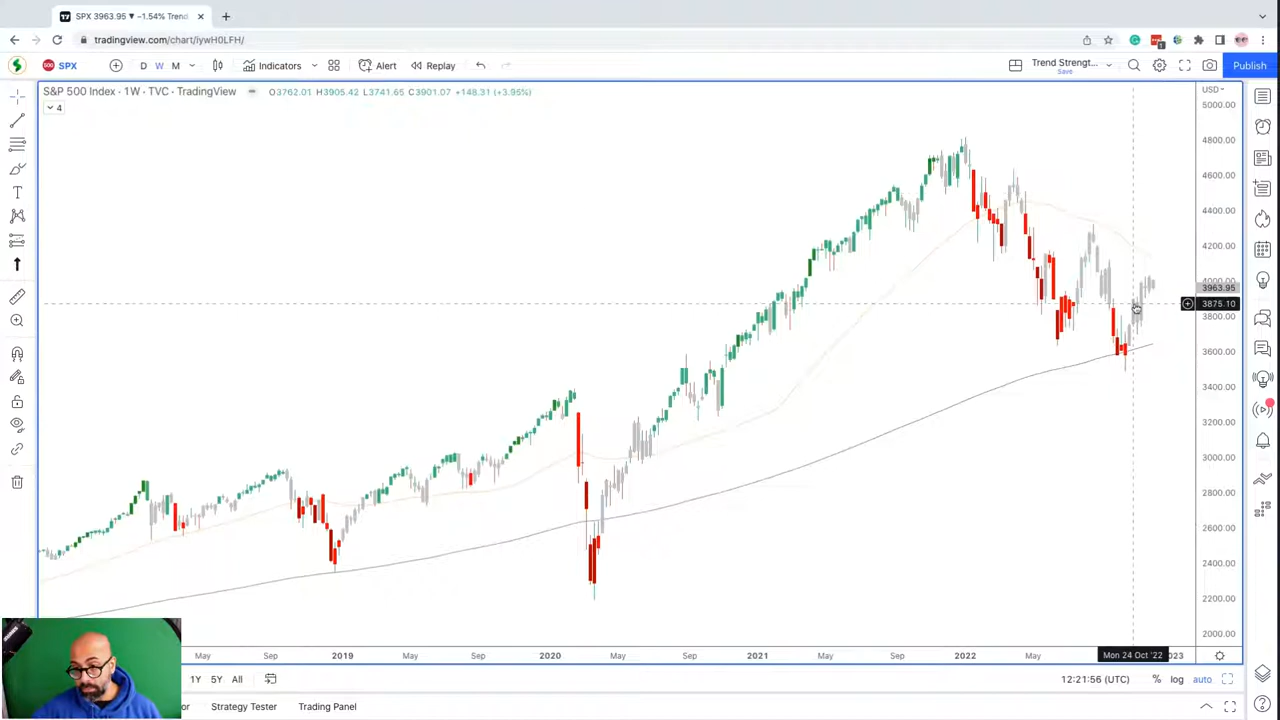 SPX 3963.95 ▼ −1.54% Trend
tradingview.com/chart/iywH0LFH/
SPX
D W M
Indicators
Alert
Replay
Trend Strengt...
Save
Publish
S&P 500 Index · 1W · TVC · TradingView
O3762.01 H3905.42 L3741.65 C3901.07 +148.31 (+3.95%)
4
USD
5000.00
4800.00
4600.00
4400.00
4200.00
4000.00
3963.95
3875.10
3800.00
3600.00
3400.00
3200.00
3000.00
2800.00
2600.00
2400.00
2200.00
2000.00
May Sep 2019 May Sep 2020 May Sep 2021 May Sep 2022 May Mon 24 Oct '22 2023
1Y 5Y All
12:21:56 (UTC) % log auto
or Strategy Tester Trading Panel